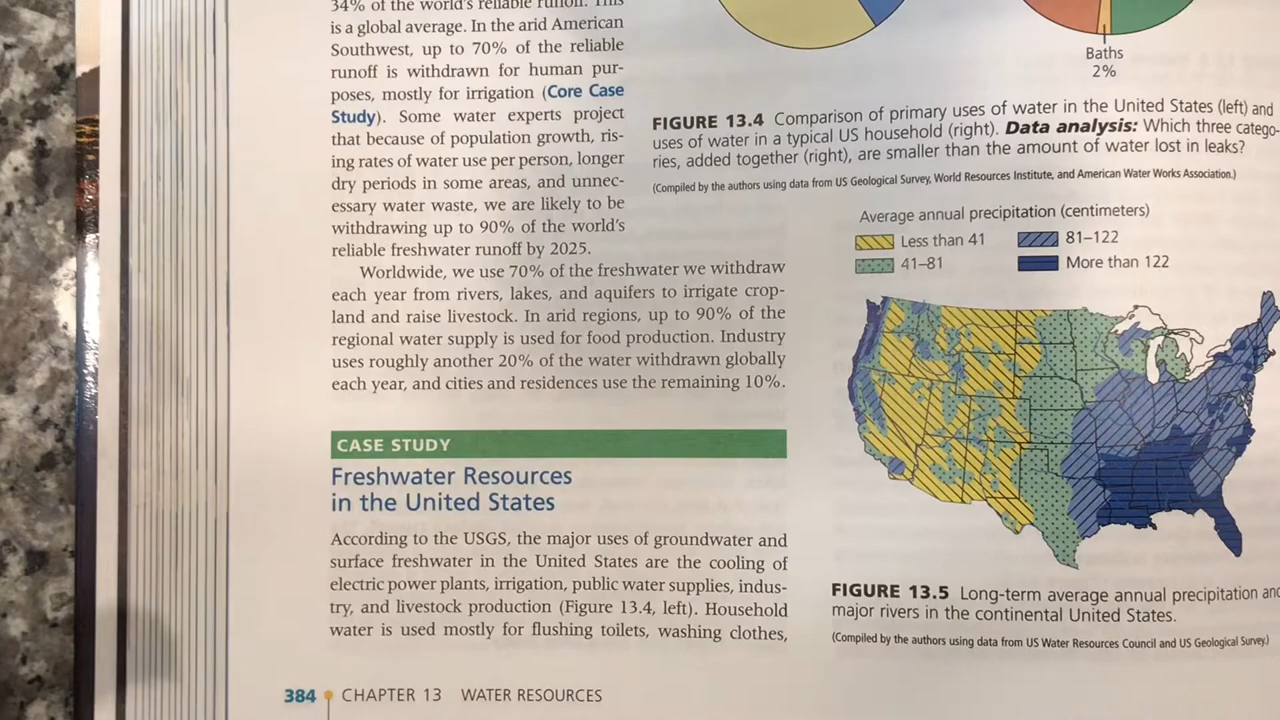 34% of the world's reliable runoff. This
is a global average. In the arid American
Southwest, up to 70% of the reliable
runoff is withdrawn for human pur-
poses, mostly for irrigation (Core Case
Study). Some water experts project
that because of population growth, ris-
ing rates of water use per person, longer
dry periods in some areas, and unnec-
essary water waste, we are likely to be
withdrawing up to 90% of the world's
reliable freshwater runoff by 2025.
Worldwide, we use 70% of the freshwater we withdraw
each year from rivers, lakes, and aquifers to irrigate crop-
land and raise livestock. In arid regions, up to 90% of the
regional water supply is used for food production. Industry
uses roughly another 20% of the water withdrawn globally
each year, and cities and residences use the remaining 10%.
CASE STUDY
Freshwater Resources
in the United States
According to the USGS, the major uses of groundwater and
surface freshwater in the United States are the cooling of
electric power plants, irrigation, public water supplies, indus-
try, and livestock production (Figure 13.4, left). Household
water is used mostly for flushing toilets, washing clothes,
Baths
2%
FIGURE 13.4 Comparison of primary uses of water in the United States (left) and
uses of water in a typical US household (right). Data analysis: Which three catego-
ries, added together (right), are smaller than the amount of water lost in leaks?
(Compiled by the authors using data from US Geological Survey, World Resources Institute, and American Water Works Association.)
Average annual precipitation (centimeters)
Less than 41
81–122
41–81
More than 122
FIGURE 13.5 Long-term average annual precipitation and
major rivers in the continental United States.
(Compiled by the authors using data from US Water Resources Council and US Geological Survey.)
384 CHAPTER 13 WATER RESOURCES